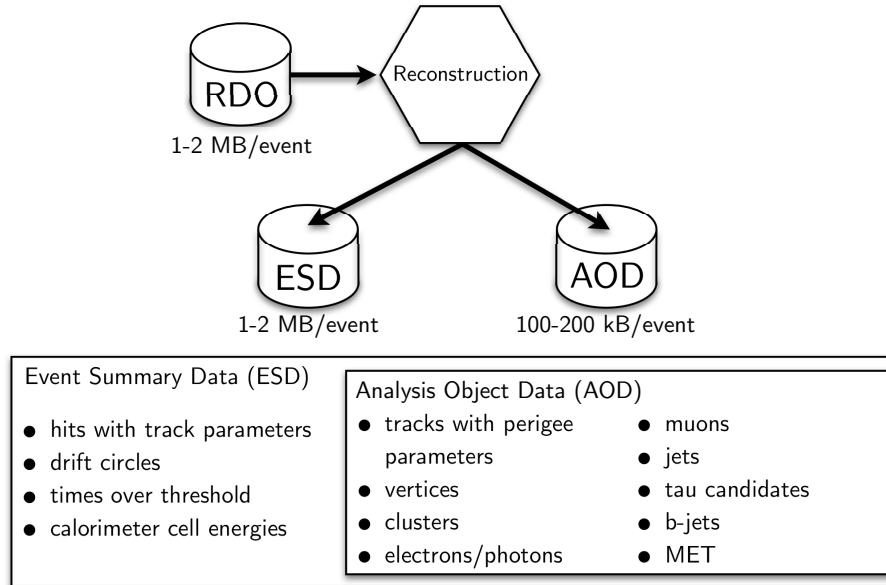 RDO
Reconstruction
1-2 MB/event
ESD
AOD
1-2 MB/event
100-200 kB/event
Event Summary Data (ESD)
● hits with track parameters
● drift circles
● times over threshold
● calorimeter cell energies
Analysis Object Data (AOD)
● tracks with perigee
parameters
● vertices
● clusters
● electrons/photons
● muons
● jets
● tau candidates
● b-jets
● MET